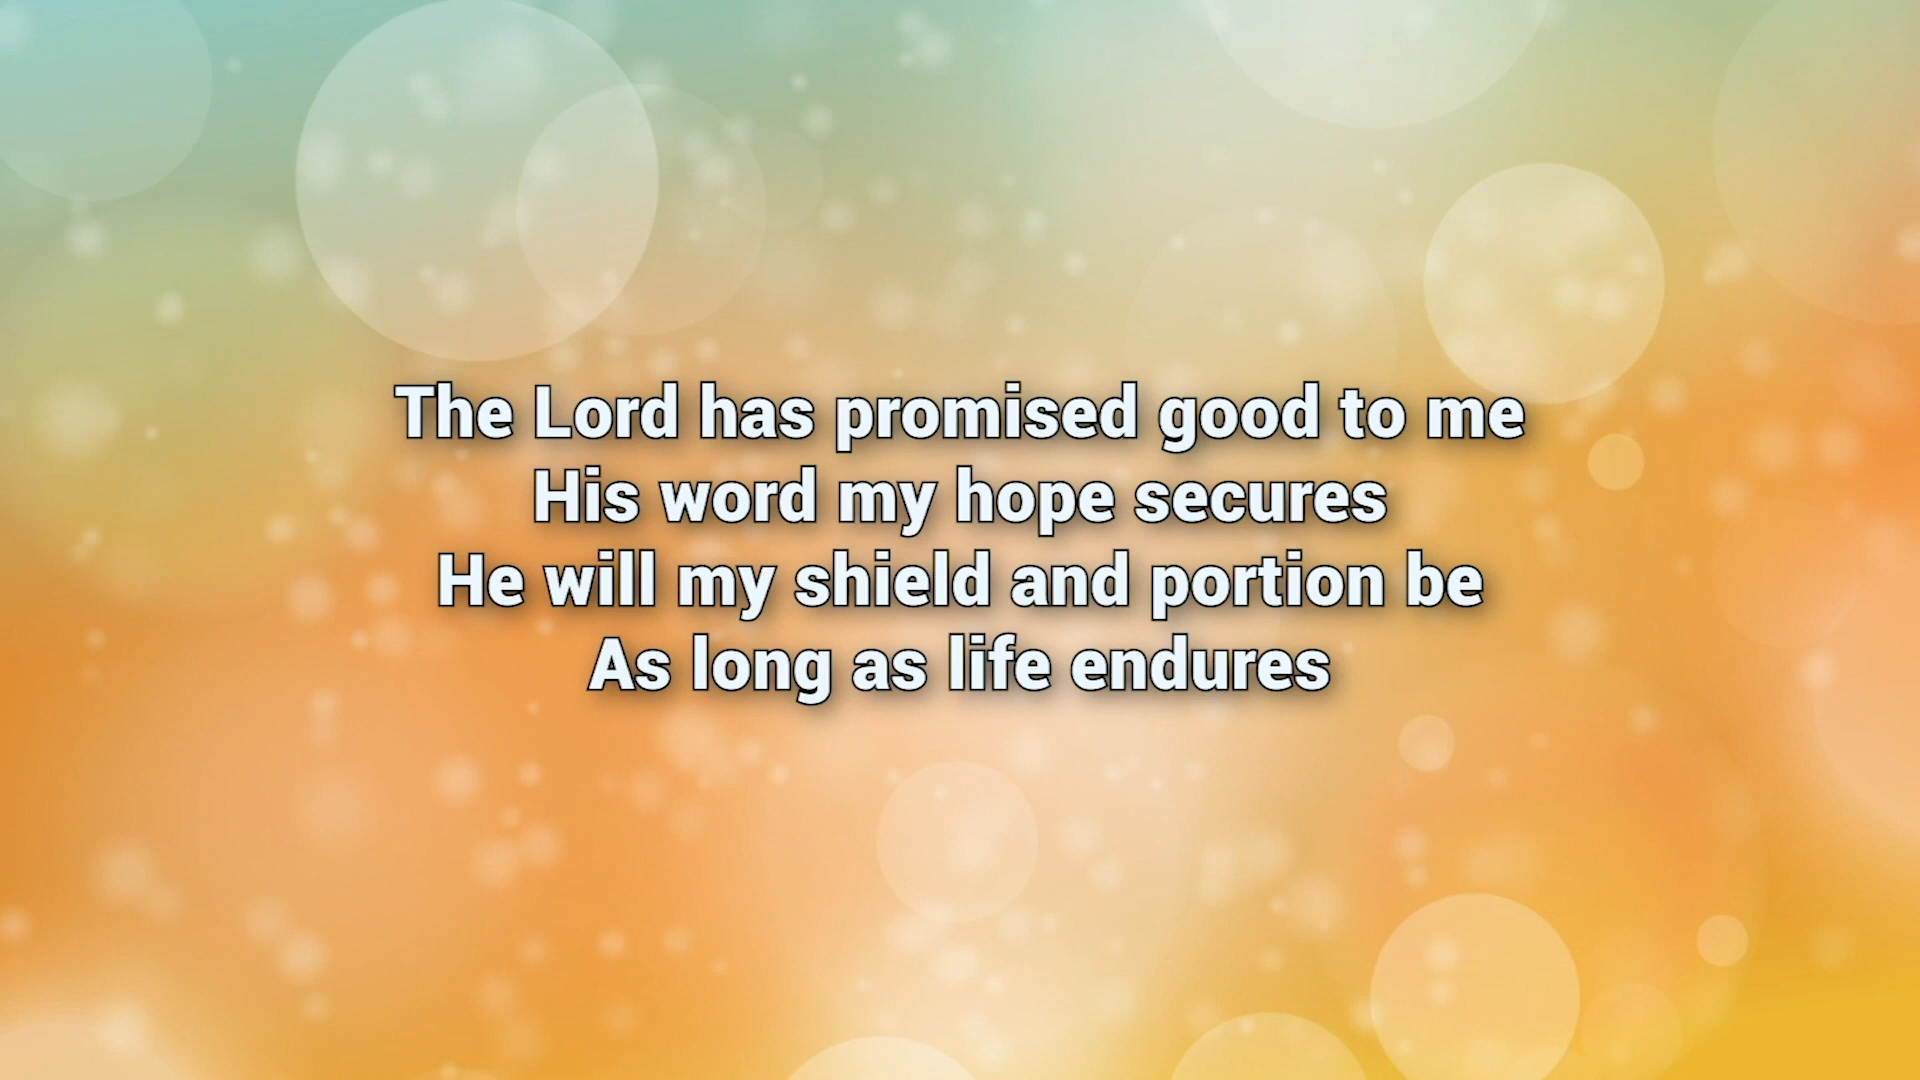 The Lord has promised good to me
His word my hope secures
He will my shield and portion be
As long as life endures